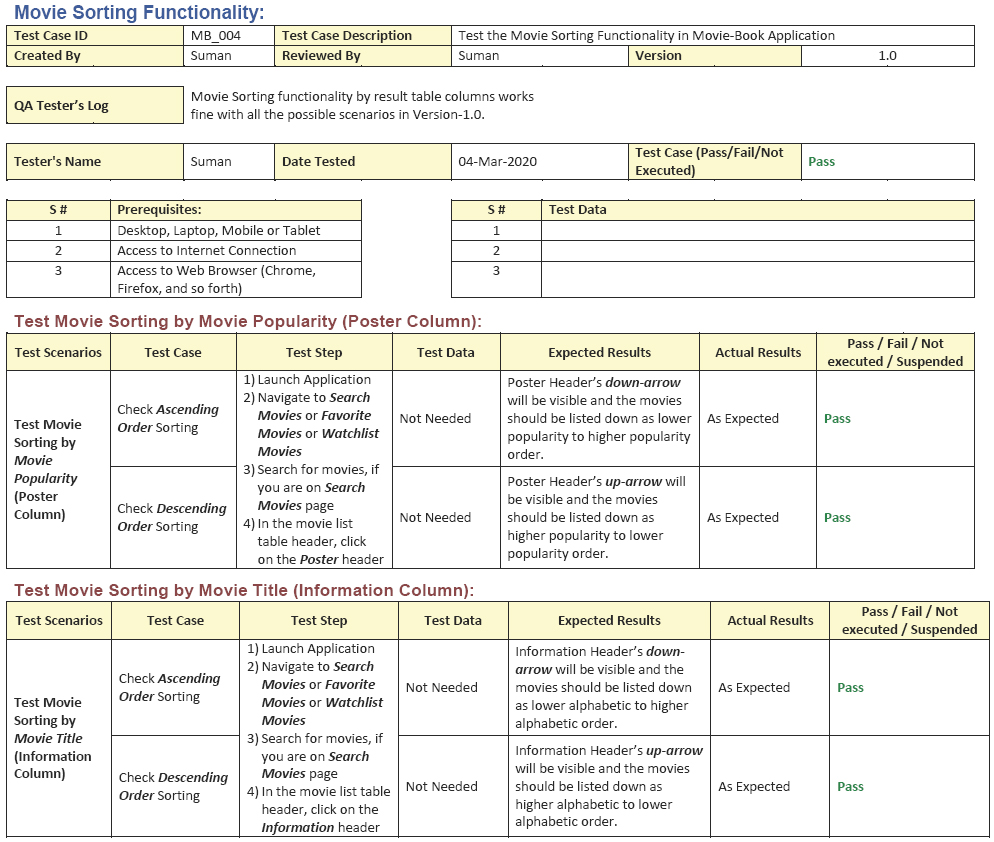 Movie Sorting Functionality:
Test Case ID MB_004 Test Case Description Test the Movie Sorting Functionality in Movie-Book Application
Created By Suman Reviewed By Suman Version 1.0
QA Tester's Log
Movie Sorting functionality by result table columns works
fine with all the possible scenarios in Version-1.0.
Tester's Name Suman Date Tested 04-Mar-2020
Test Case (Pass/Fail/Not
Executed)
Pass
S # Prerequisites:
1 Desktop, Laptop, Mobile or Tablet
2 Access to Internet Connection
3 Access to Web Browser (Chrome,
Firefox, and so forth)
S # Test Data
1
2
3
Test Movie Sorting by Movie Popularity (Poster Column):
Test Scenarios Test Case Test Step Test Data Expected Results Actual Results
Pass / Fail / Not
executed / Suspended
Test Movie
Sorting by
Movie
Popularity
(Poster
Column)
Check Ascending
Order Sorting
1) Launch Application
2) Navigate to Search
Movies or Favorite
Movies or Watchlist
Movies
3) Search for movies, if
you are on Search
Movies page
4) In the movie list
table header, click
on the Poster header
Not Needed
Poster Header's down-arrow
will be visible and the movies
should be listed down as lower
popularity to higher popularity
order.
As Expected
Pass
Check Descending
Order Sorting
Not Needed
Poster Header's up-arrow will
be visible and the movies
should be listed down as
higher popularity to lower
popularity order.
As Expected
Pass
Test Movie Sorting by Movie Title (Information Column):
Test Scenarios Test Case Test Step Test Data Expected Results Actual Results
Pass / Fail / Not
executed / Suspended
Test Movie
Sorting by
Movie Title
(Information
Column)
Check Ascending
Order Sorting
1) Launch Application
2) Navigate to Search
Movies or Favorite
Movies or Watchlist
Movies
3) Search for movies, if
you are on Search
Movies page
4) In the movie list table
header, click on the
Information header
Not Needed
Information Header's down-
arrow will be visible and the
movies should be listed down
as lower alphabetic to higher
alphabetic order.
As Expected
Pass
Check Descending
Order Sorting
Not Needed
Information Header's up-arrow
will be visible and the movies
should be listed down as
higher alphabetic to lower
alphabetic order.
As Expected
Pass